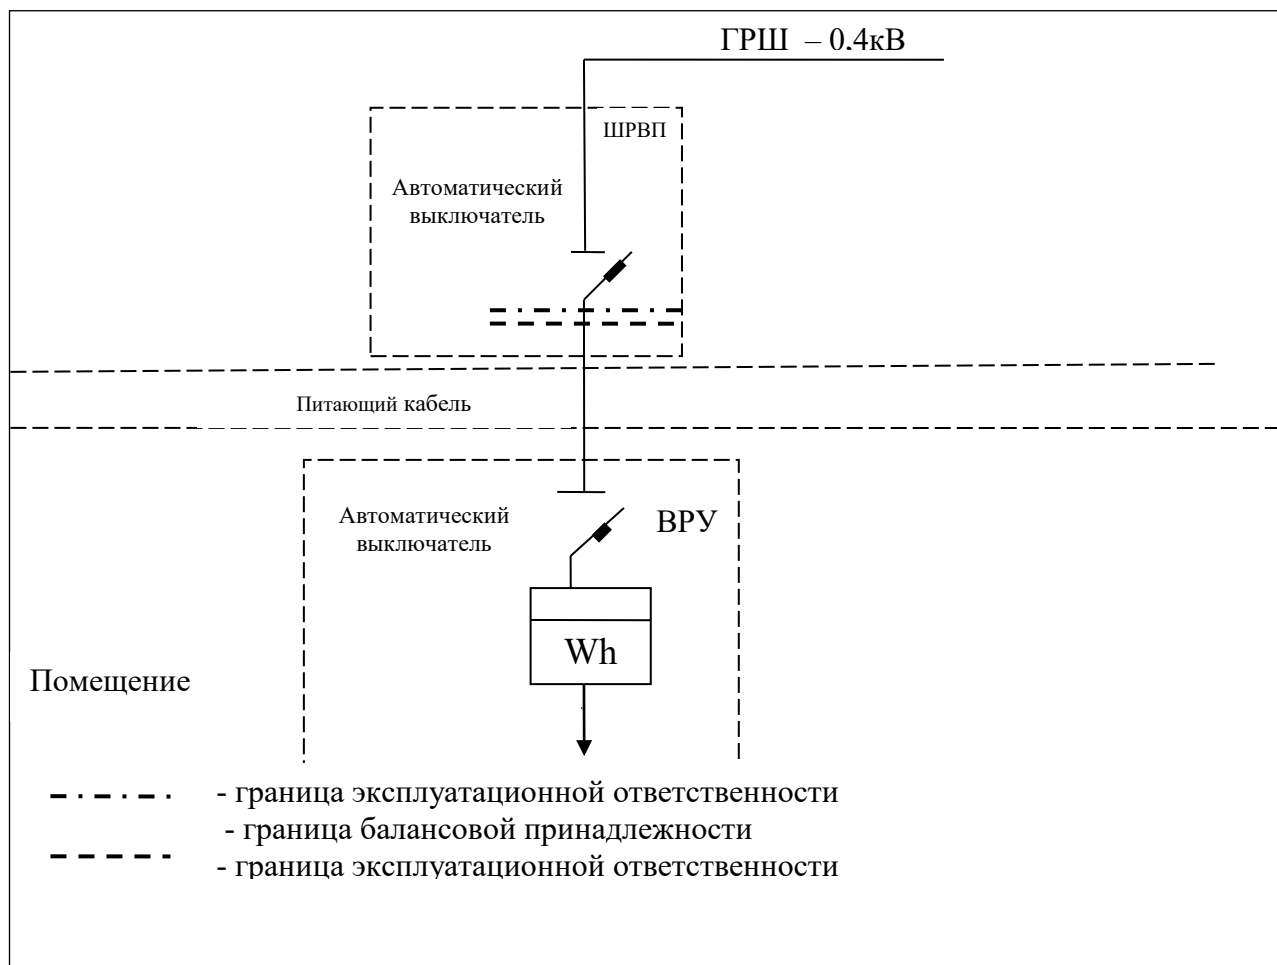 ГРШ – 0,4кВ
ШРВП
Автоматический
выключатель
Питающий кабель
Автоматический
выключатель
ВРУ
Wh
Помещение
- граница эксплуатационной ответственности
- граница балансовой принадлежности
- граница эксплуатационной ответственности